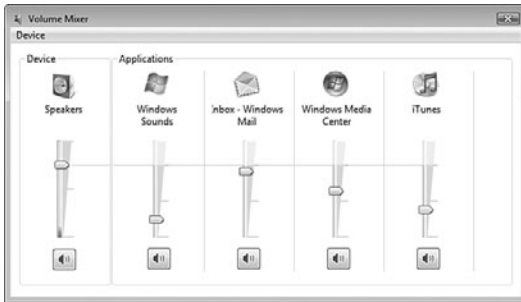 Volume Mixer
Device
Device
Applications
Speakers
Windows
Sounds
Inbox - Windows
Mail
Windows Media
Center
iTunes